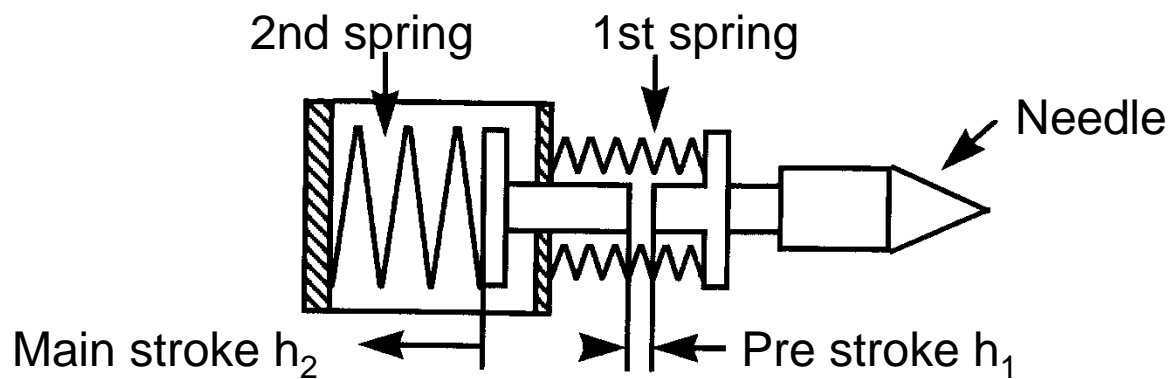 2nd spring
1st spring
Needle
Main stroke h₂
Pre stroke h₁